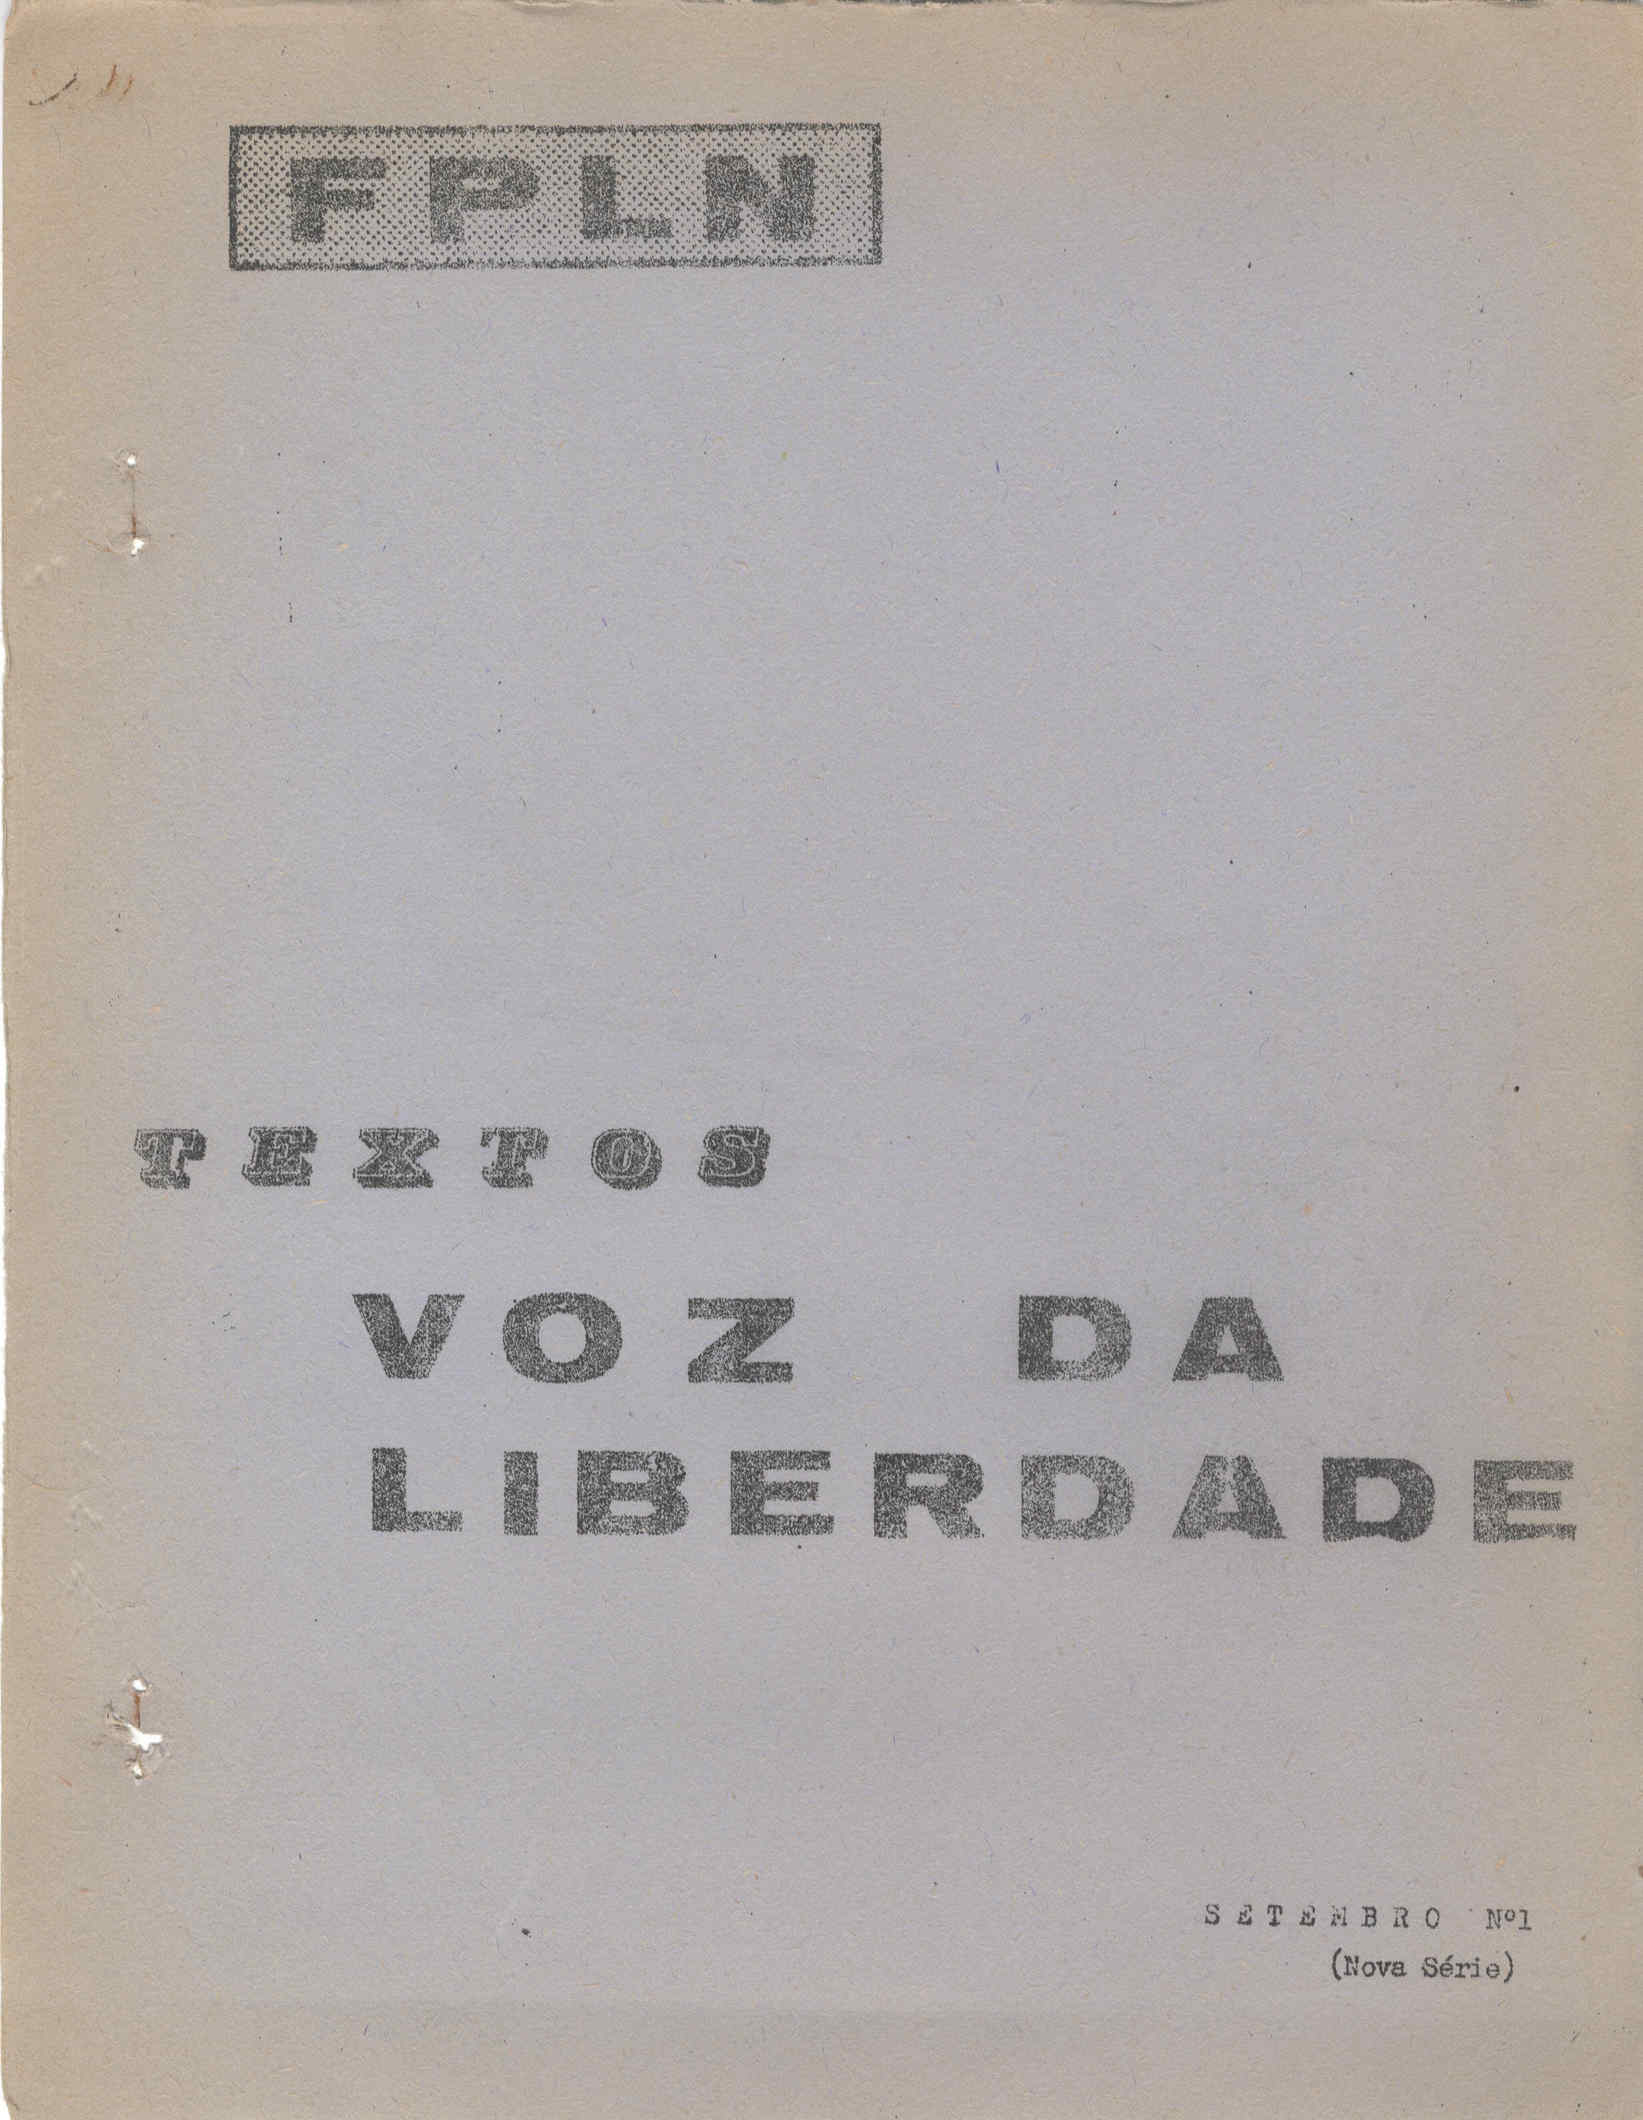 FPLN
TEXTOS
VOZ DA
LIBERDADE
SETEMBRO Nº1
(Nova Série)